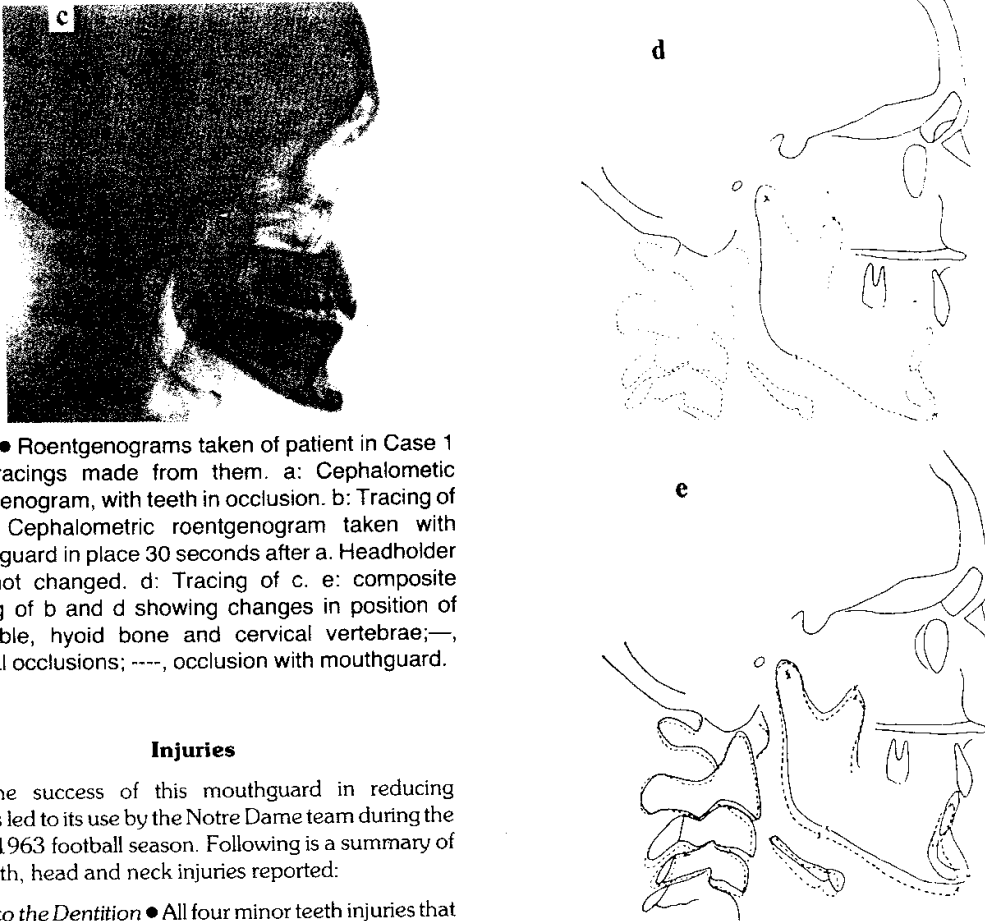 c
d
● Roentgenograms taken of patient in Case 1
racings made from them. a: Cephalometic
enogram, with teeth in occlusion. b: Tracing of
Cephalometric roentgenogram taken with
guard in place 30 seconds after a. Headholder
not changed. d: Tracing of c. e: composite
g of b and d showing changes in position of
ble, hyoid bone and cervical vertebrae;—,
l occlusions; ----, occlusion with mouthguard.
e
Injuries
ne success of this mouthguard in reducing
s led to its use by the Notre Dame team during the
1963 football season. Following is a summary of
th, head and neck injuries reported:
to the Dentition ● All four minor teeth injuries that